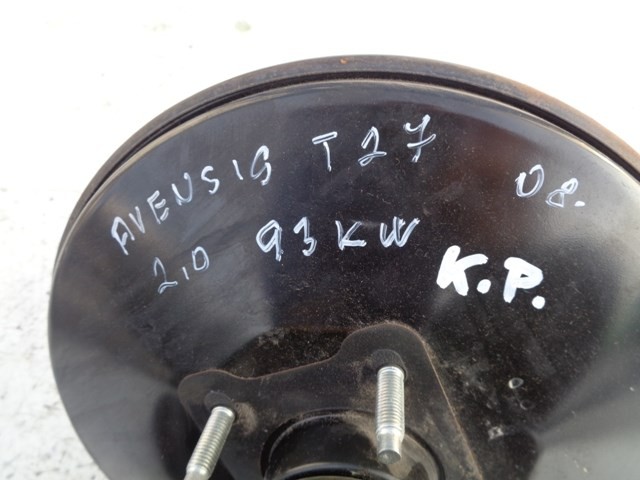 AVENSIS T27 08.
2,0 93KW K.P.